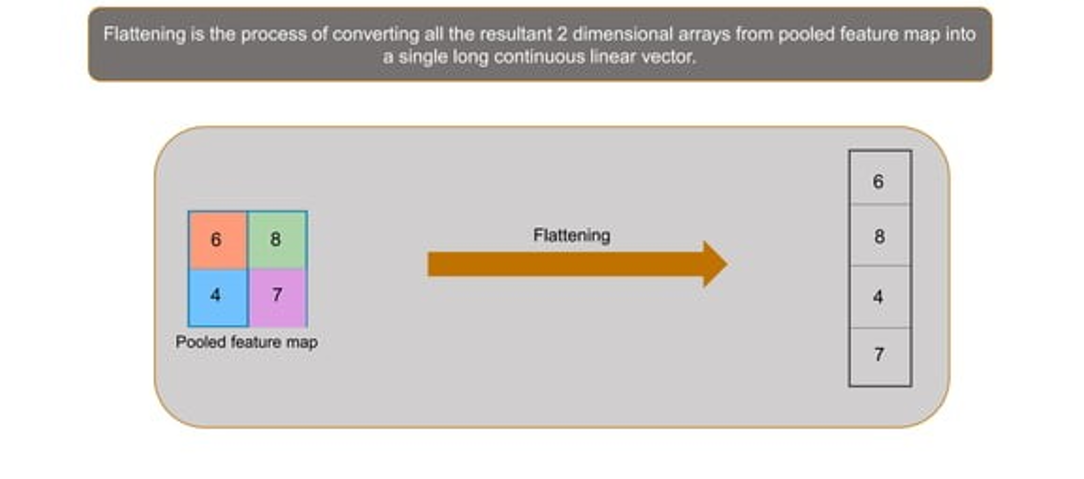 Flattening is the process of converting all the resultant 2 dimensional arrays from pooled feature map into
a single long continuous linear vector.
6 8
4 7
Pooled feature map
Flattening
6
8
4
7